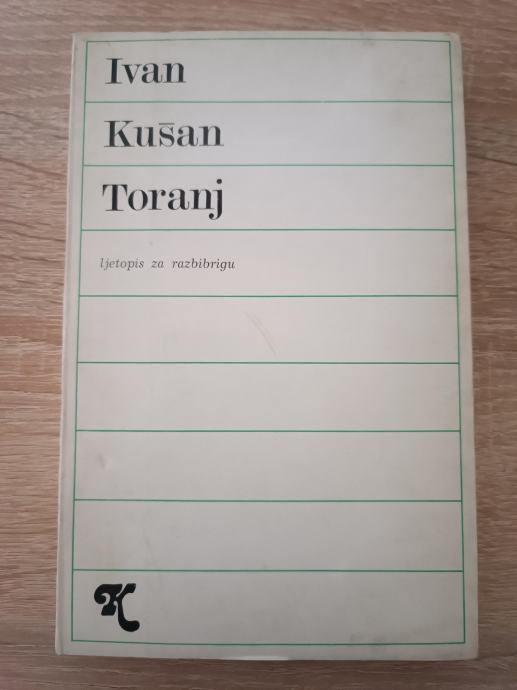 Ivan
Kušan
Toranj
ljetopis za razbibrigu
K